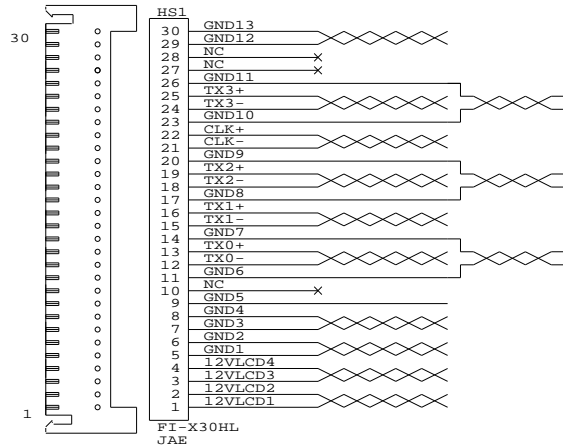 HS1
30
1
30 GND13
29 GND12
28 NC
27 NC
26 GND11
25 TX3+
24 TX3-
23 GND10
22 CLK+
21 CLK-
20 GND9
19 TX2+
18 TX2-
17 GND8
16 TX1+
15 TX1-
14 GND7
13 TX0+
12 TX0-
11 GND6
10 NC
9 GND5
8 GND4
7 GND3
6 GND2
5 GND1
4 12VLCD4
3 12VLCD3
2 12VLCD2
1 12VLCD1
FI-X30HL
JAE